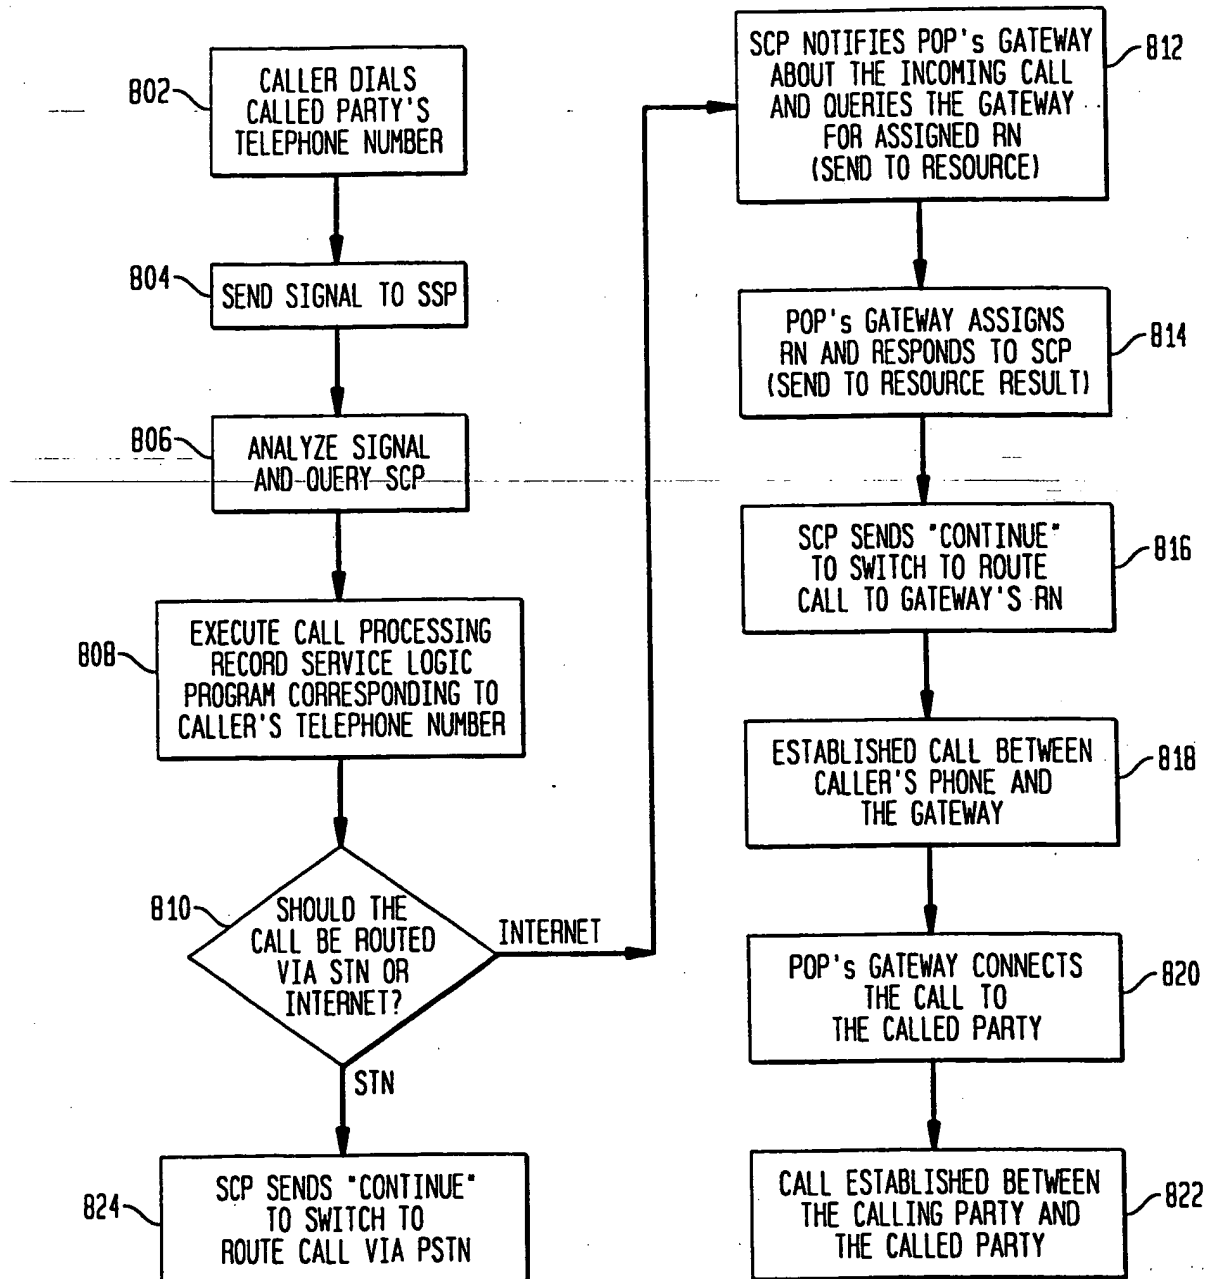 802
CALLER DIALS
CALLED PARTY'S
TELEPHONE NUMBER
804
SEND SIGNAL TO SSP
806
ANALYZE SIGNAL
AND QUERY SCP
808
EXECUTE CALL PROCESSING
RECORD SERVICE LOGIC
PROGRAM CORRESPONDING TO
CALLER'S TELEPHONE NUMBER
810
SHOULD THE
CALL BE ROUTED
VIA STN OR
INTERNET?
INTERNET
STN
824
SCP SENDS "CONTINUE"
TO SWITCH TO
ROUTE CALL VIA PSTN
SCP NOTIFIES POP's GATEWAY
ABOUT THE INCOMING CALL
AND QUERIES THE GATEWAY
FOR ASSIGNED RN
(SEND TO RESOURCE)
812
POP's GATEWAY ASSIGNS
RN AND RESPONDS TO SCP
(SEND TO RESOURCE RESULT)
814
SCP SENDS "CONTINUE"
TO SWITCH TO ROUTE
CALL TO GATEWAY'S RN
816
ESTABLISHED CALL BETWEEN
CALLER'S PHONE AND
THE GATEWAY
818
POP's GATEWAY CONNECTS
THE CALL TO
THE CALLED PARTY
820
CALL ESTABLISHED BETWEEN
THE CALLING PARTY AND
THE CALLED PARTY
822